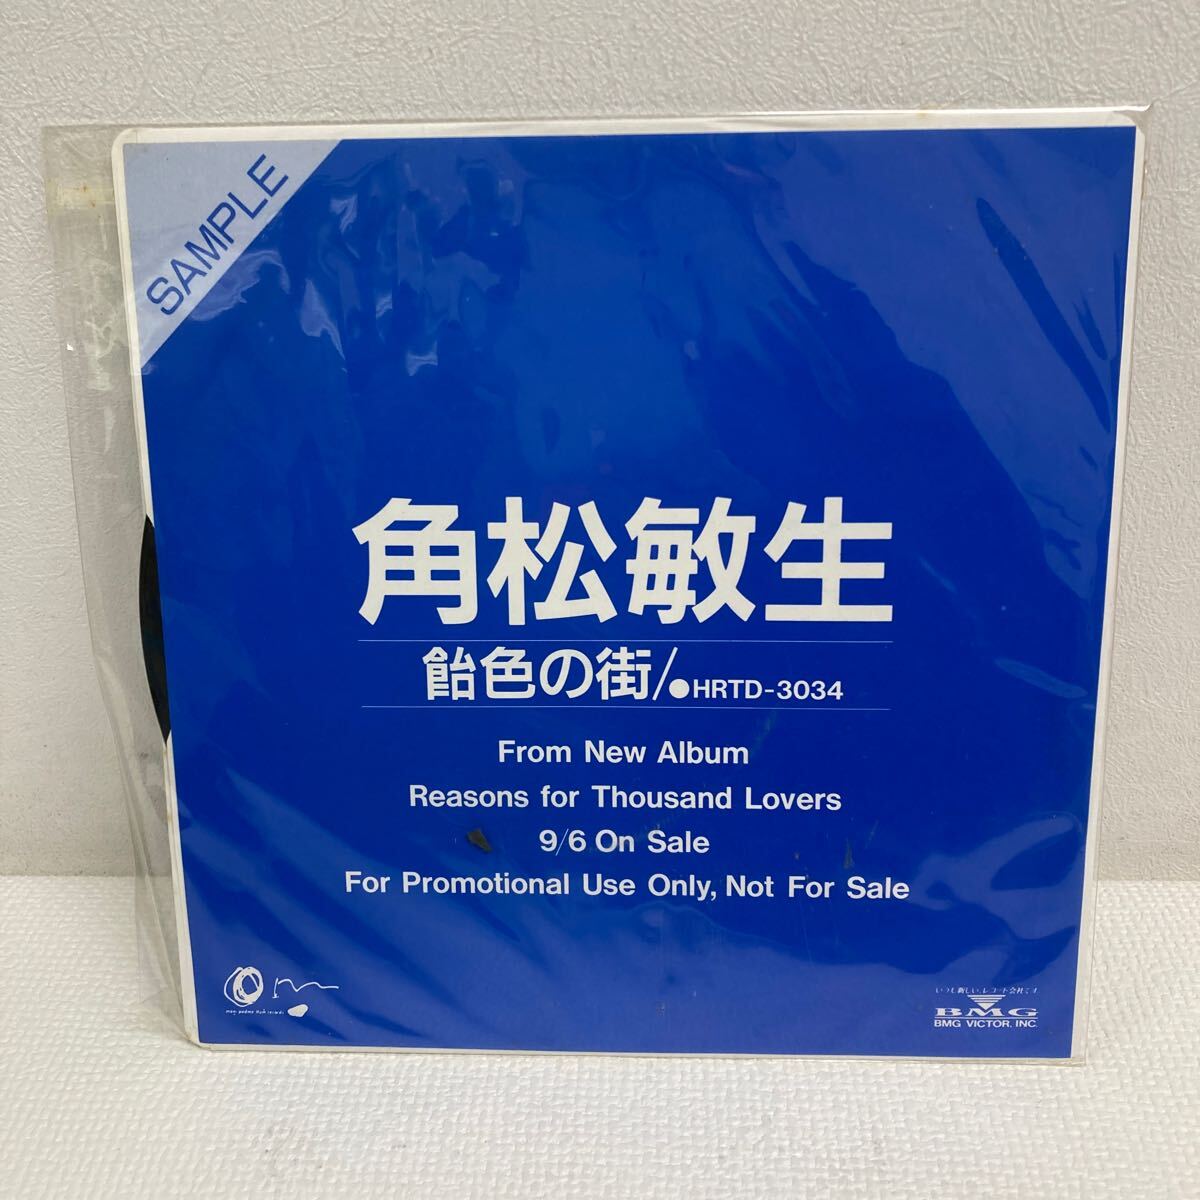 SAMPLE
角松敏生
飴色の街/●HRTD-3034
From New Album
Reasons for Thousand Lovers
9/6 On Sale
For Promotional Use Only, Not For Sale
いつも新しい、レコード会社です。
BMG
BMG VICTOR, INC.